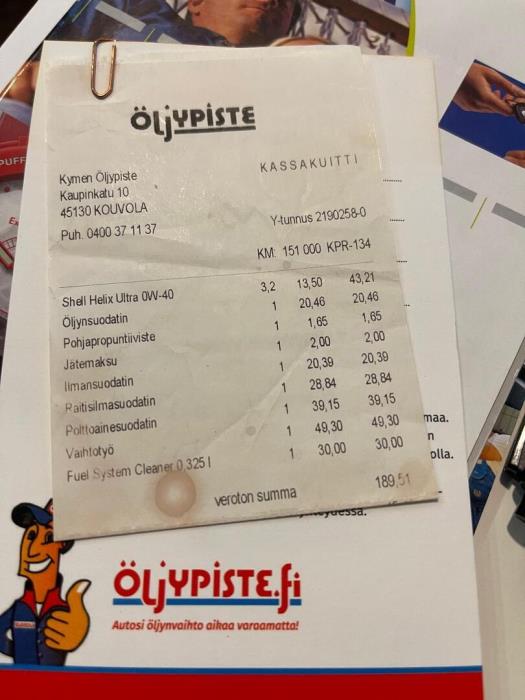 ÖljYPISTE
KASSAKUITTI
Kymen Öljypiste
Kaupinkatu 10
45130 KOUVOLA
Puh. 0400 37 11 37
Y-tunnus 2190258-0
KM: 151 000 KPR-134
Shell Helix Ultra 0W-40 3,2 13,50 43,21
Öljynsuodatin 1 20,46 20,46
Pohjapropuntiiviste 1 1,65 1,65
Jätemaksu 1 2,00 2,00
Ilmansuodatin 1 20,39 20,39
Raitisilmasuodatin 1 28,84 28,84
Polttoainesuodatin 1 39,15 39,15
Vaihtotyö 1 49,30 49,30
Fuel System Cleaner 0,325 l 1 30,00 30,00
veroton summa 189,51
maa.
n
olla.
ÖljYPISTE.fi
Autosi öljynvaihto aikaa varaamatta!